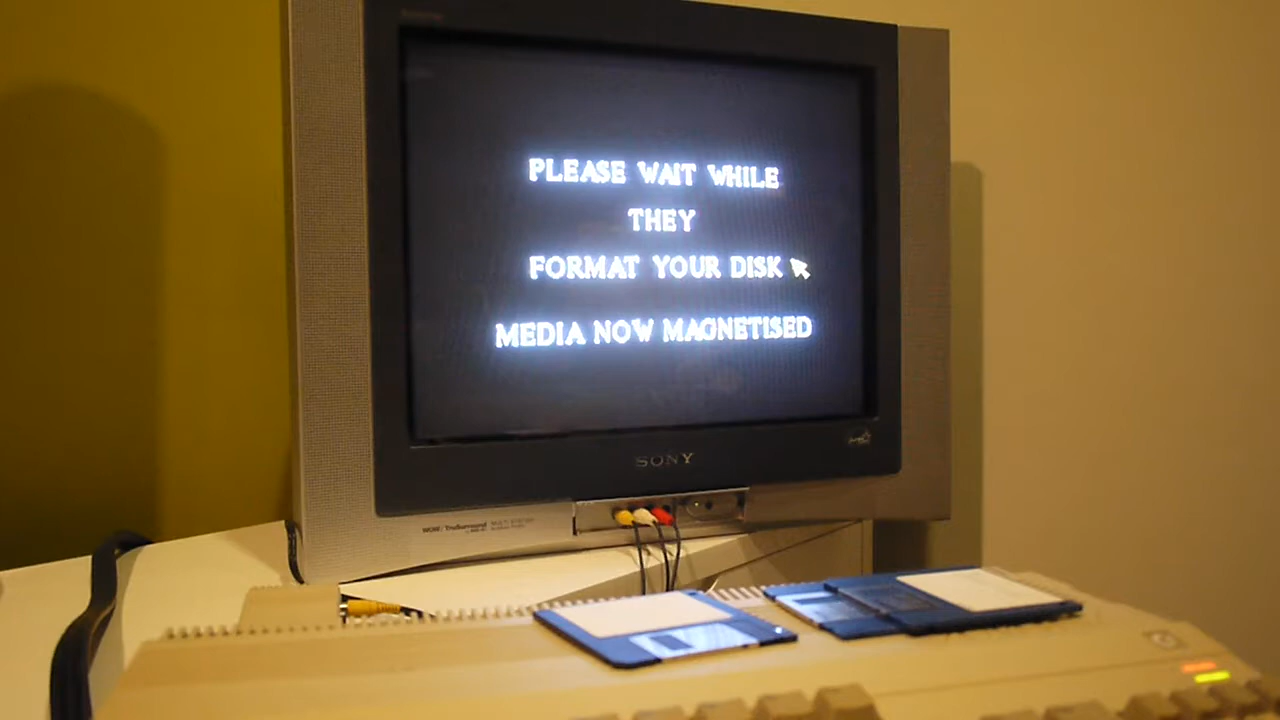 PLEASE WAIT WHILE
THEY
FORMAT YOUR DISK
MEDIA NOW MAGNETISED
SONY